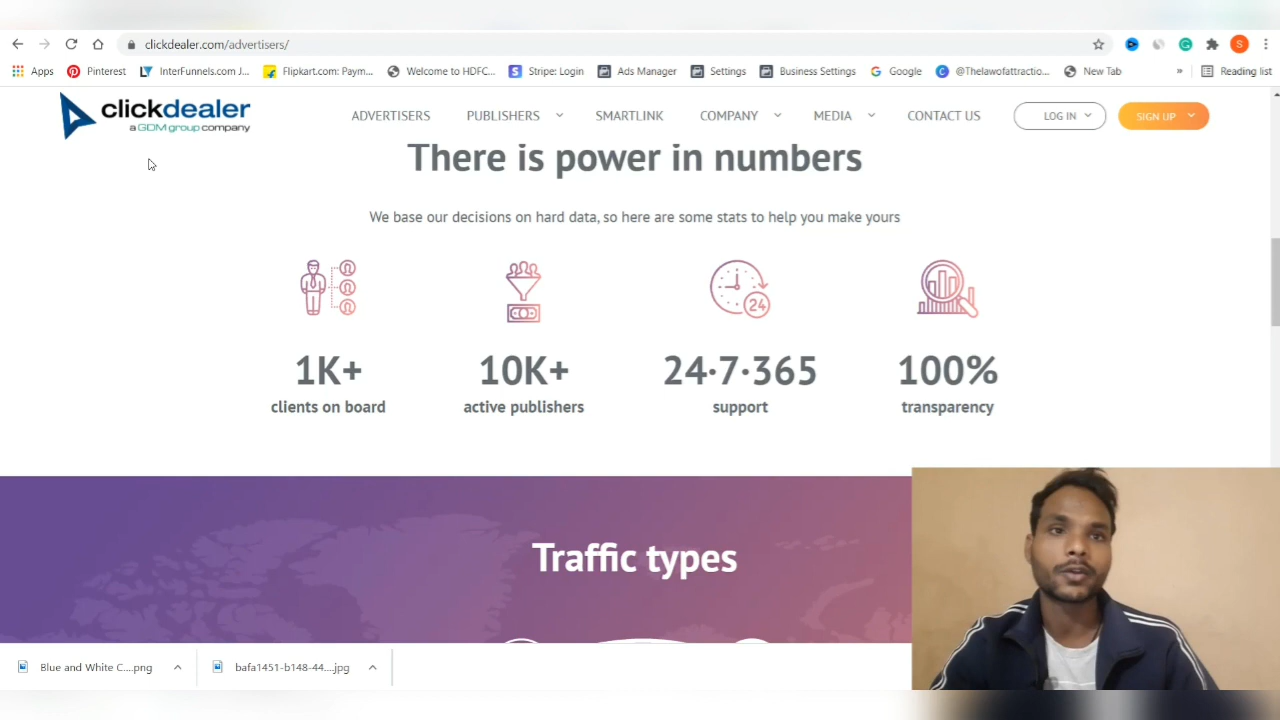 clickdealer.com/advertisers/
Apps Pinterest InterFunnels.com J... Flipkart.com: Paym... Welcome to HDFC... Stripe: Login Ads Manager Settings Business Settings Google @Thelawofattractio... New Tab » Reading list
clickdealer
a GDM group company
ADVERTISERS PUBLISHERS SMARTLINK COMPANY MEDIA CONTACT US LOG IN SIGN UP
There is power in numbers
We base our decisions on hard data, so here are some stats to help you make yours
24
1K+ 10K+ 24·7·365 100%
clients on board active publishers support transparency
Traffic types
Blue and White C....png bafa1451-b148-44....jpg
S